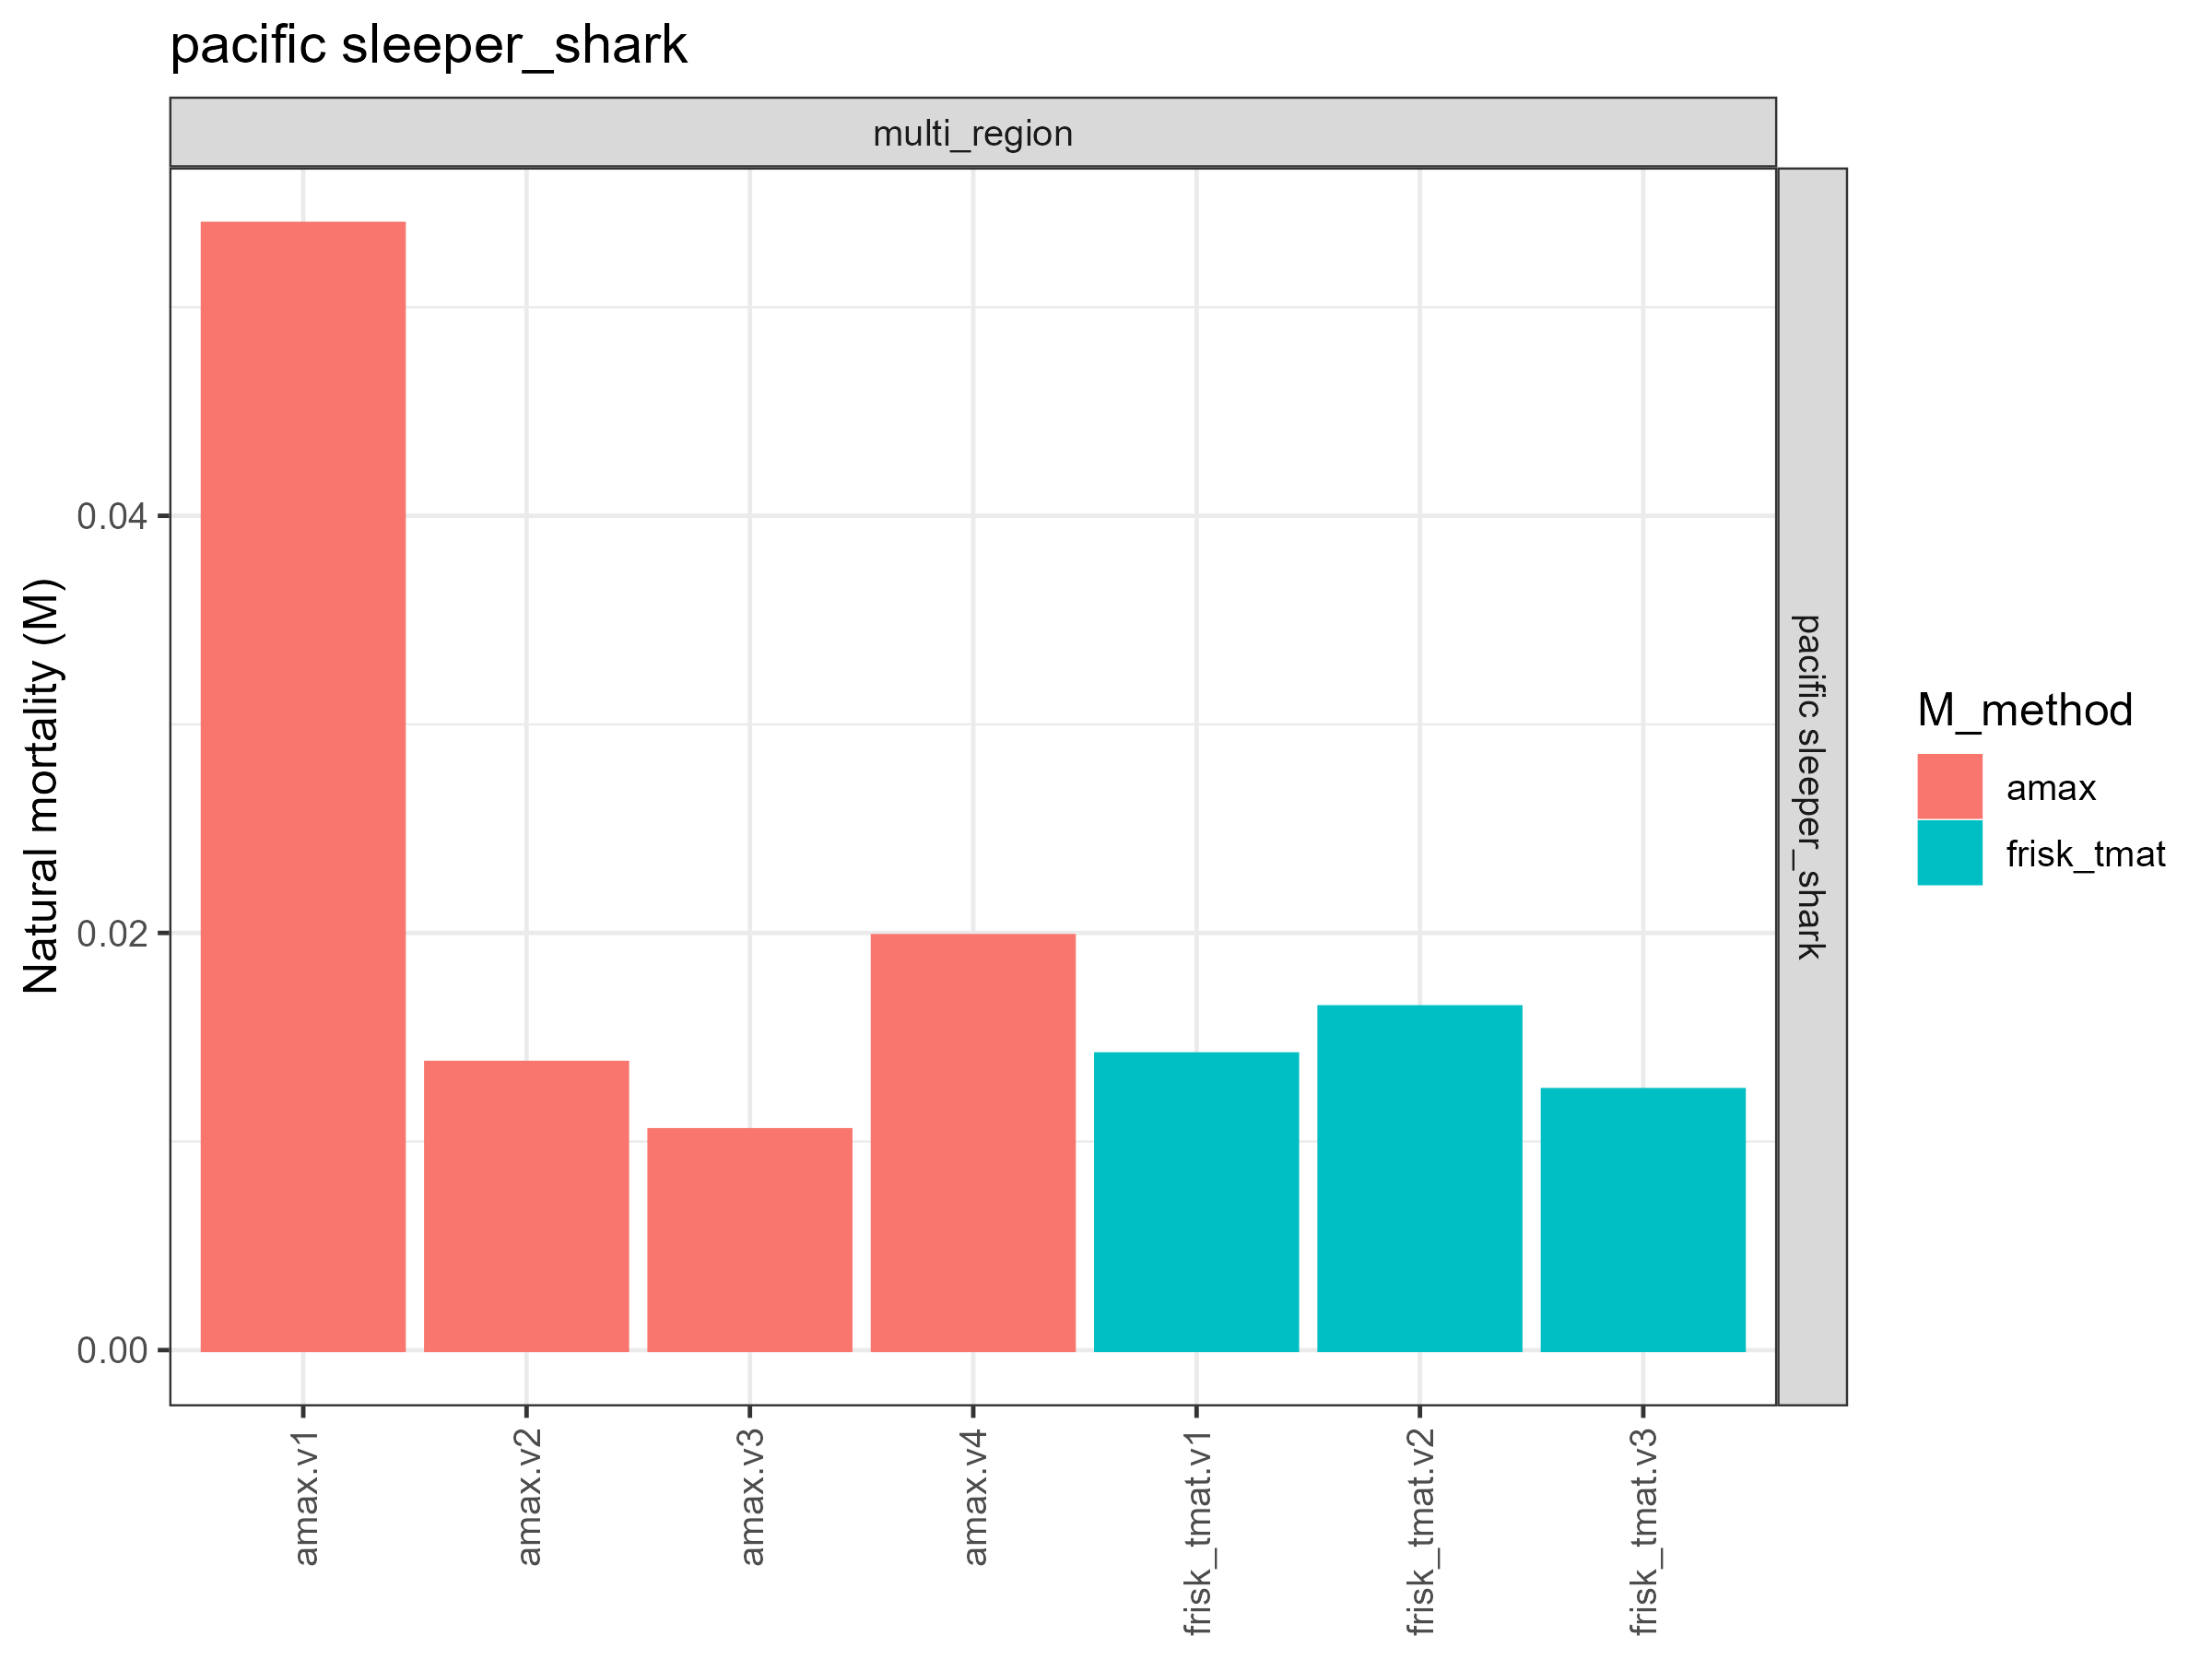 pacific sleeper_shark
multi_region
pacific sleeper_shark
Natural mortality (M)
0.04
0.02
0.00
amax.v1
amax.v2
amax.v3
amax.v4
frisk_tmat.v1
frisk_tmat.v2
frisk_tmat.v3
M_method
amax
frisk_tmat